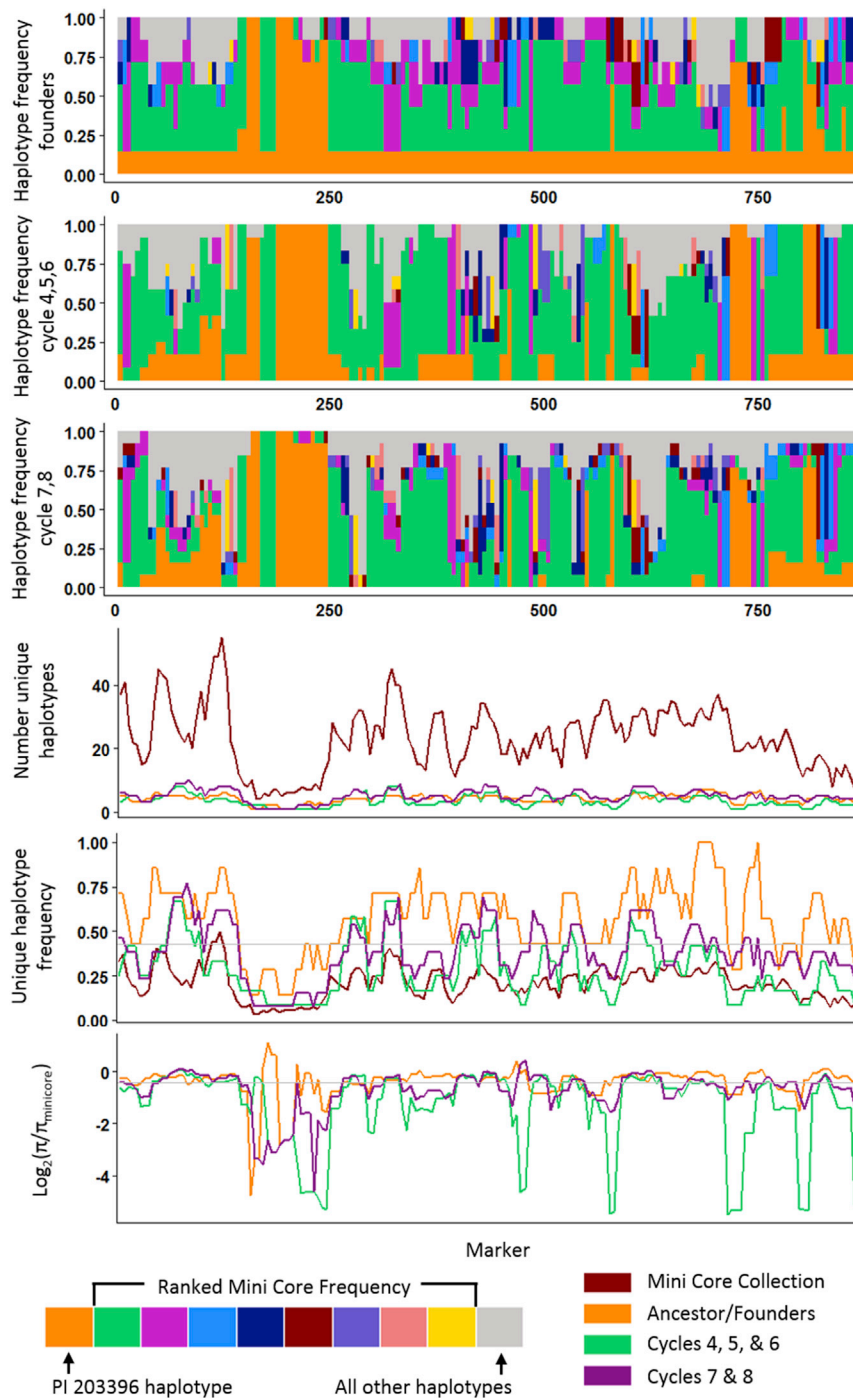 1.00
0.75
0.50
0.25
0.00
Haplotype frequency
founders
0 250 500 750
1.00
0.75
0.50
0.25
0.00
Haplotype frequency
cycle 4,5,6
0 250 500 750
1.00
0.75
0.50
0.25
0.00
Haplotype frequency
cycle 7,8
0 250 500 750
40
20
0
Number unique
haplotypes
1.00
0.75
0.50
0.25
0.00
Unique haplotype
frequency
0
-2
-4
Log₂(π/πminicore)
Marker
Ranked Mini Core Frequency
PI 203396 haplotype
All other haplotypes
Mini Core Collection
Ancestor/Founders
Cycles 4, 5, & 6
Cycles 7 & 8